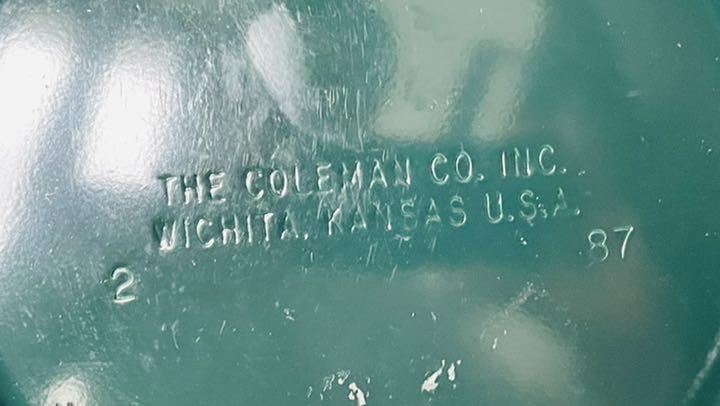 THE COLEMAN CO. INC.
WICHITA, KANSAS U.S.A.
2 87